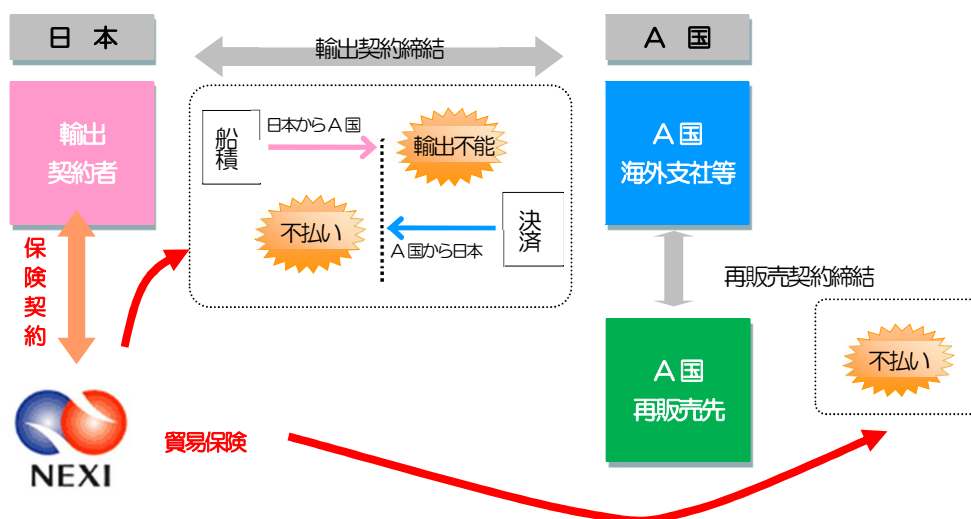 日 本
輸出契約締結
A 国
輸出
契約者
船積
日本からA国
輸出不能
不払い
A国から日本
決済
A国
海外支社等
保険契約
再販売契約締結
A国
再販売先
不払い
NEXI
貿易保険